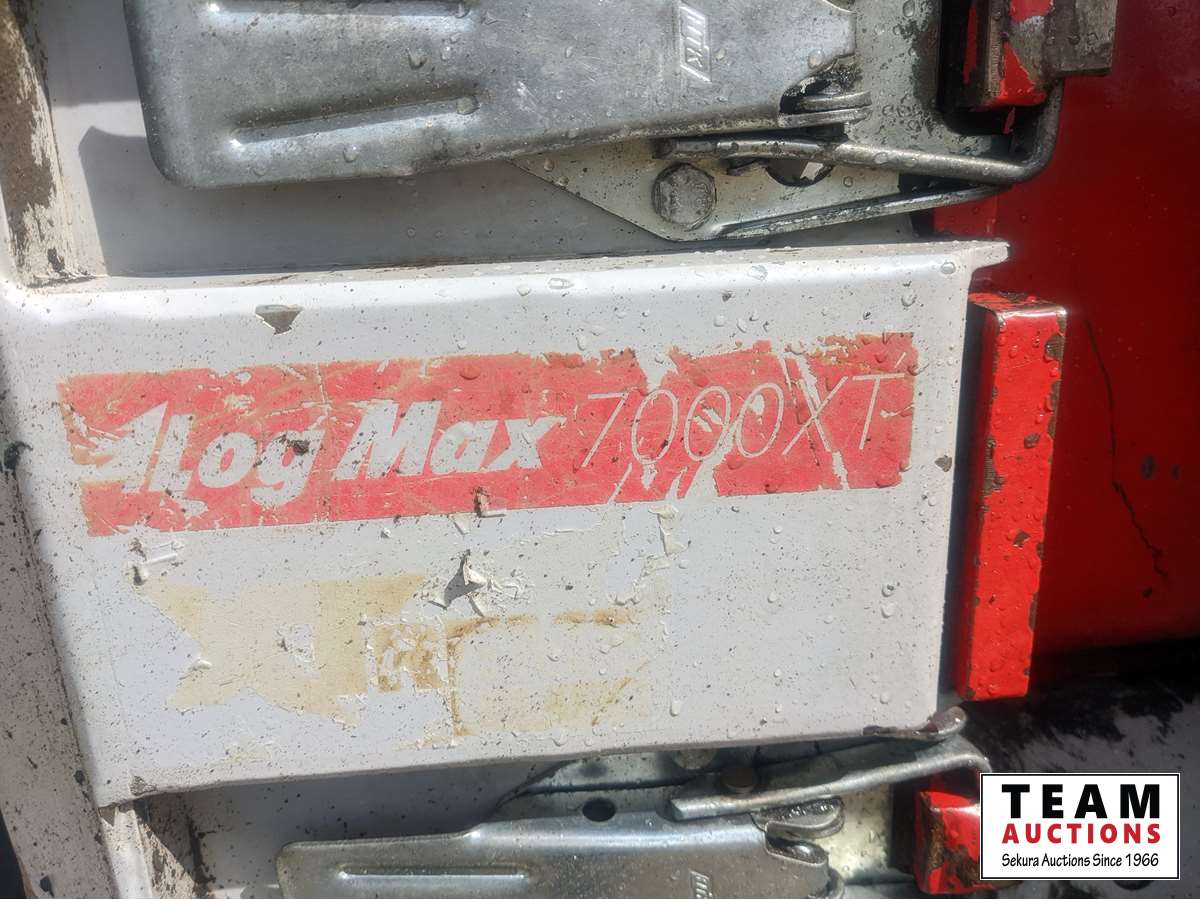 Log Max 7000XT
TEAM
AUCTIONS
Sekura Auctions Since 1966